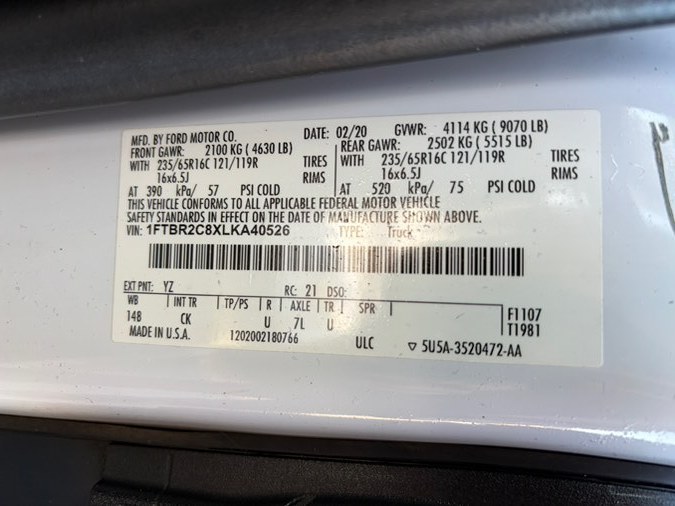 MFD. BY FORD MOTOR CO. DATE: 02/20 GVWR: 4114 KG ( 9070 LB)
FRONT GAWR: 2100 KG ( 4630 LB) REAR GAWR: 2502 KG ( 5515 LB)
WITH 235/65R16C 121/119R TIRES WITH 235/65R16C 121/119R TIRES
16x6.5J RIMS 16x6.5J RIMS
AT 390 kPa/ 57 PSI COLD AT 520 kPa/ 75 PSI COLD
THIS VEHICLE CONFORMS TO ALL APPLICABLE FEDERAL MOTOR VEHICLE
SAFETY STANDARDS IN EFFECT ON THE DATE OF MANUFACTURE SHOWN ABOVE.
VIN: 1FTBR2C8XLKA40526 TYPE: Truck
EXT PNT: YZ RC: 21 DSO:
WB INT TR TP/PS R AXLE TR SPR F1107
148 CK U 7L U T1981
MADE IN U.S.A. 1202002180766 ULC ▽ 5U5A-3520472-AA